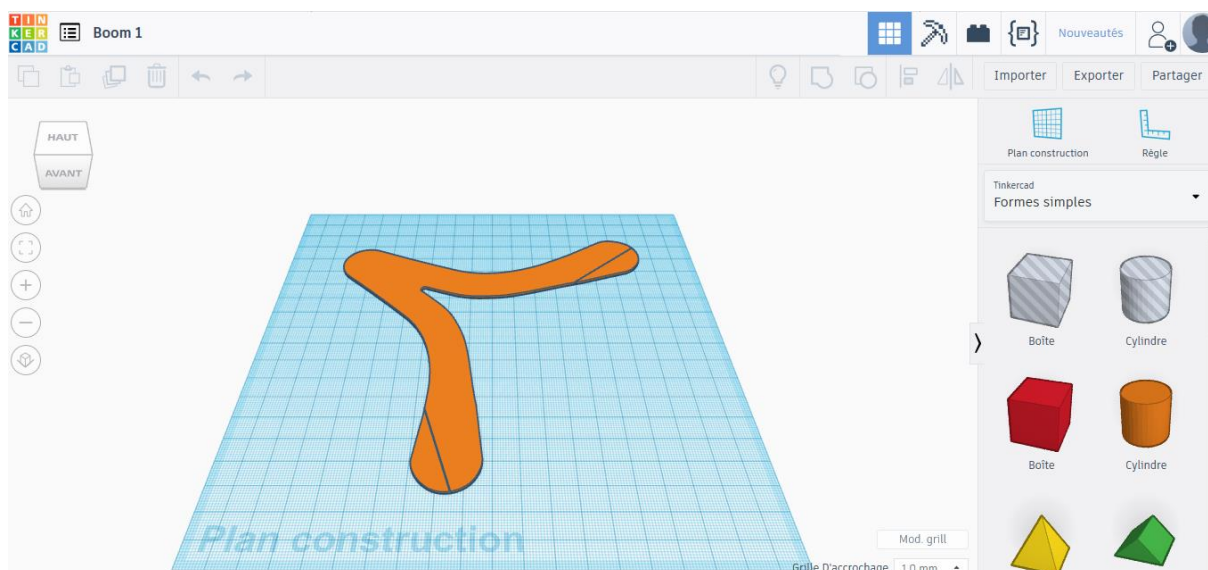 TIN
KER
CAD
Boom 1
Nouveautés
Importer
Exporter
Partager
HAUT
AVANT
Plan construction
Règle
Tinkercad
Formes simples
Boîte
Cylindre
Boîte
Cylindre
Plan construction
Mod. grill
Grille D'accrochage 1.0 mm